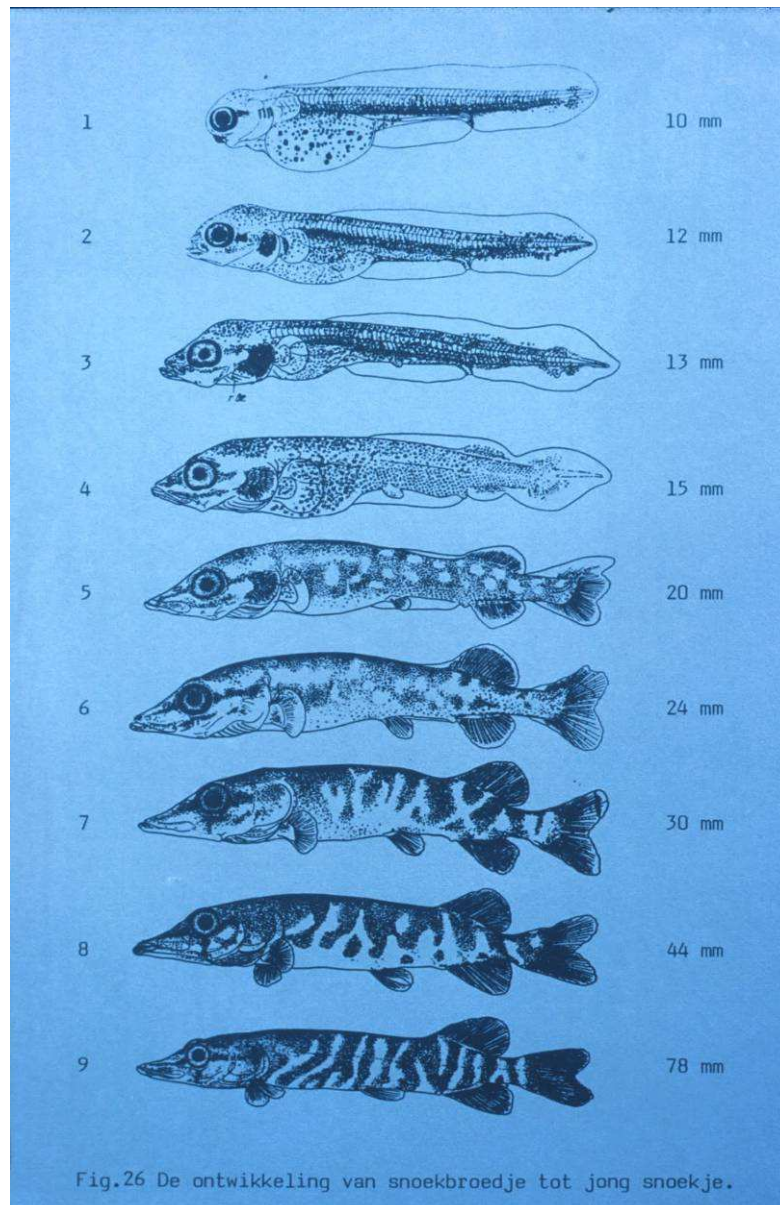 1 10 mm
2 12 mm
3 13 mm
4 15 mm
5 20 mm
6 24 mm
7 30 mm
8 44 mm
9 78 mm
Fig.26 De ontwikkeling van snoekbroedje tot jong snoekje.